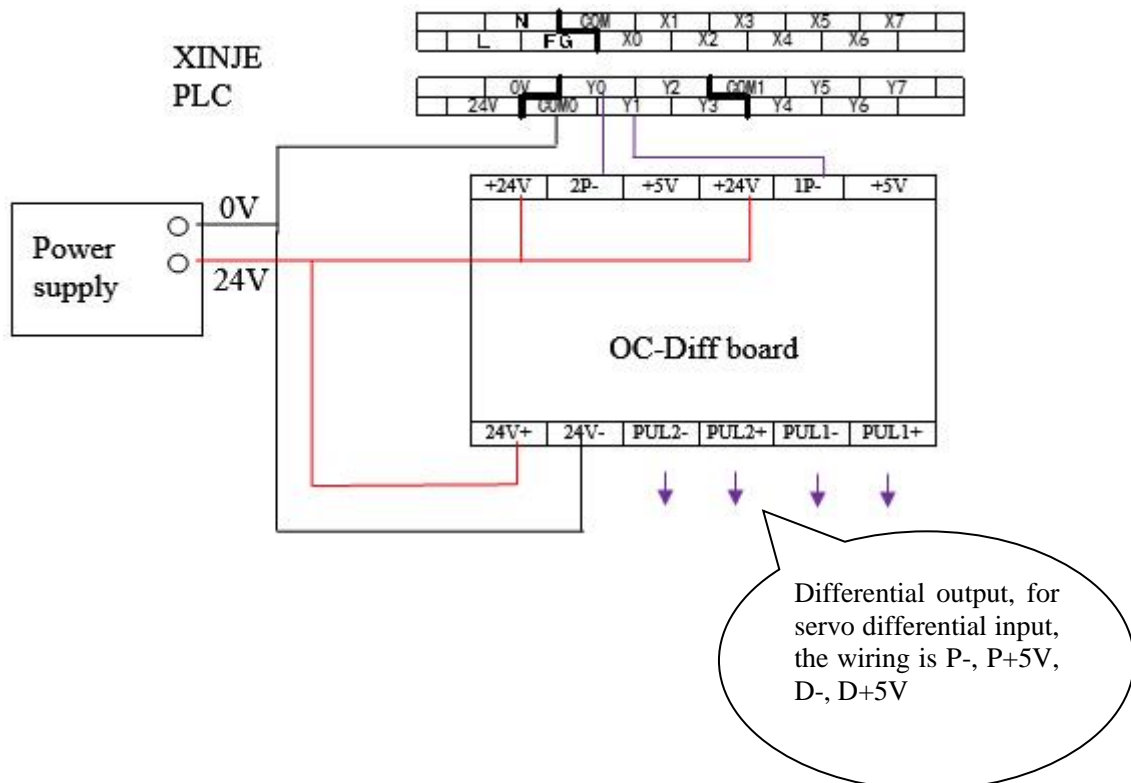 N COM X1 X3 X5 X7
L FG X0 X2 X4 X6
XINJE
PLC
0V Y0 Y2 COM1 Y5 Y7
24V COM0 Y1 Y3 Y4 Y6
+24V 2P- +5V +24V 1P- +5V
0V
Power
supply
24V
OC-Diff board
24V+ 24V- PUL2- PUL2+ PUL1- PUL1+
Differential output, for
servo differential input,
the wiring is P-, P+5V,
D-, D+5V